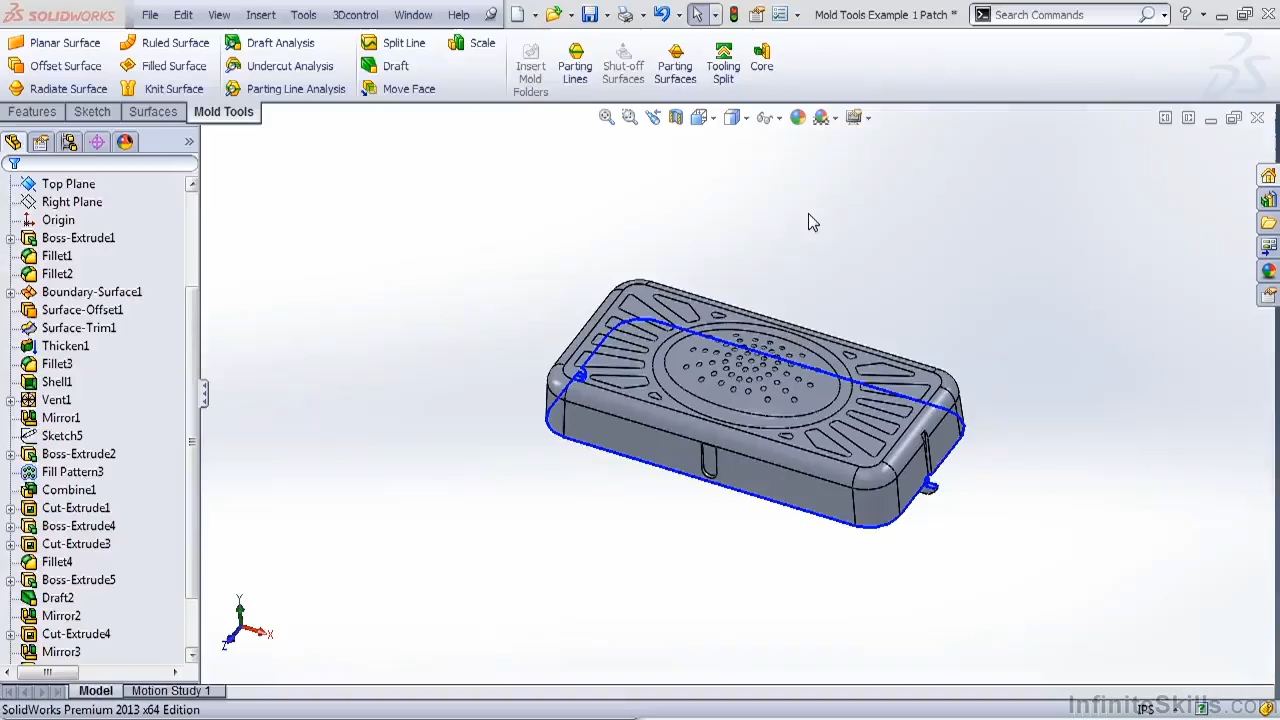 SOLIDWORKS File Edit View Insert Tools 3Dcontrol Window Help Mold Tools Example 1 Patch * Search Commands ?
Planar Surface Ruled Surface Draft Analysis Split Line Scale
Offset Surface Filled Surface Undercut Analysis Draft
Radiate Surface Knit Surface Parting Line Analysis Move Face
Insert Mold Folders
Parting Lines
Shut-off Surfaces
Parting Surfaces
Tooling Split
Core
Features Sketch Surfaces Mold Tools
Top Plane
Right Plane
Origin
Boss-Extrude1
Fillet1
Fillet2
Boundary-Surface1
Surface-Offset1
Surface-Trim1
Thicken1
Fillet3
Shell1
Vent1
Mirror1
Sketch5
Boss-Extrude2
Fill Pattern3
Combine1
Cut-Extrude1
Boss-Extrude4
Cut-Extrude3
Fillet4
Boss-Extrude5
Draft2
Mirror2
Cut-Extrude4
Mirror3
Y
X
Z
Model Motion Study 1
SolidWorks Premium 2013 x64 Edition IPS
InfiniteSkills.com